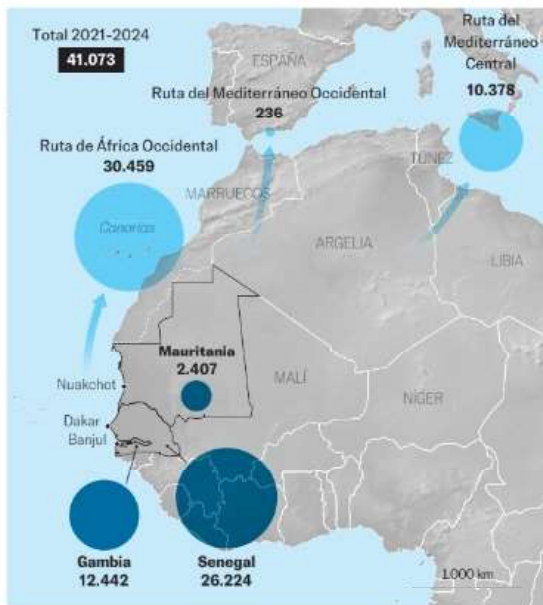 Total 2021-2024
41.073
Ruta del
Mediterráneo
Central
10.378
ESPAÑA
Ruta del Mediterráneo Occidental
236
Ruta de África Occidental
30.459
TÚNEZ
MARRUECOS
Canarias
ARGELIA
LIBIA
Mauritania
2.407
Nuakchot
MALÍ
NÍGER
Dakar
Banjul
Gambia
12.442
Senegal
26.224
1.000 km